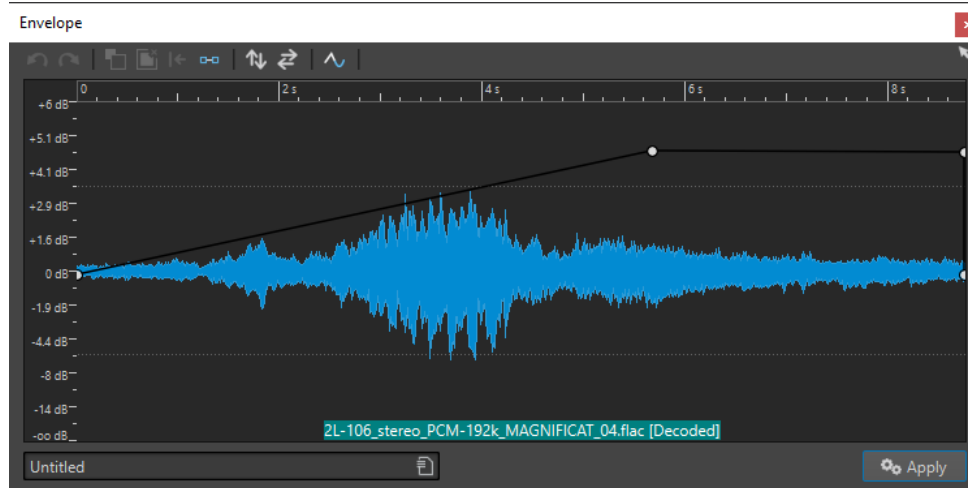 Envelope
0 2 s 4 s 6 s 8 s
+6 dB
+5.1 dB
+4.1 dB
+2.9 dB
+1.6 dB
0 dB
-1.9 dB
-4.4 dB
-8 dB
-14 dB
-oo dB
2L-106_stereo_PCM-192k_MAGNIFICAT_04.flac [Decoded]
Untitled
Apply